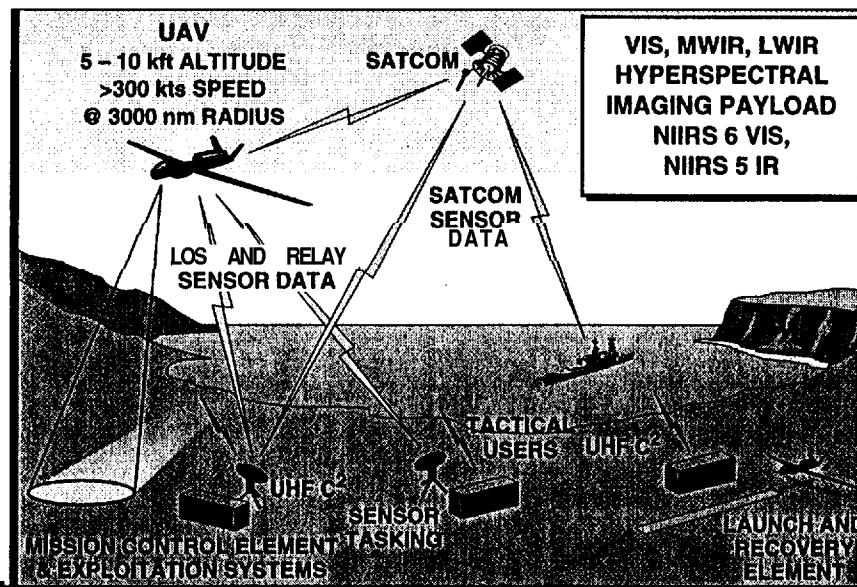 UAV
5 – 10 kft ALTITUDE
>300 kts SPEED
@ 3000 nm RADIUS
SATCOM
VIS, MWIR, LWIR
HYPERSPECTRAL
IMAGING PAYLOAD
NIIRS 6 VIS,
NIIRS 5 IR
SATCOM
SENSOR
DATA
LOS AND RELAY
SENSOR DATA
TACTICAL
USERS
UHF C²
UHF C²
SENSOR
TASKING
MISSION CONTROL ELEMENT
& EXPLOITATION SYSTEMS
LAUNCH AND
RECOVERY
ELEMENT